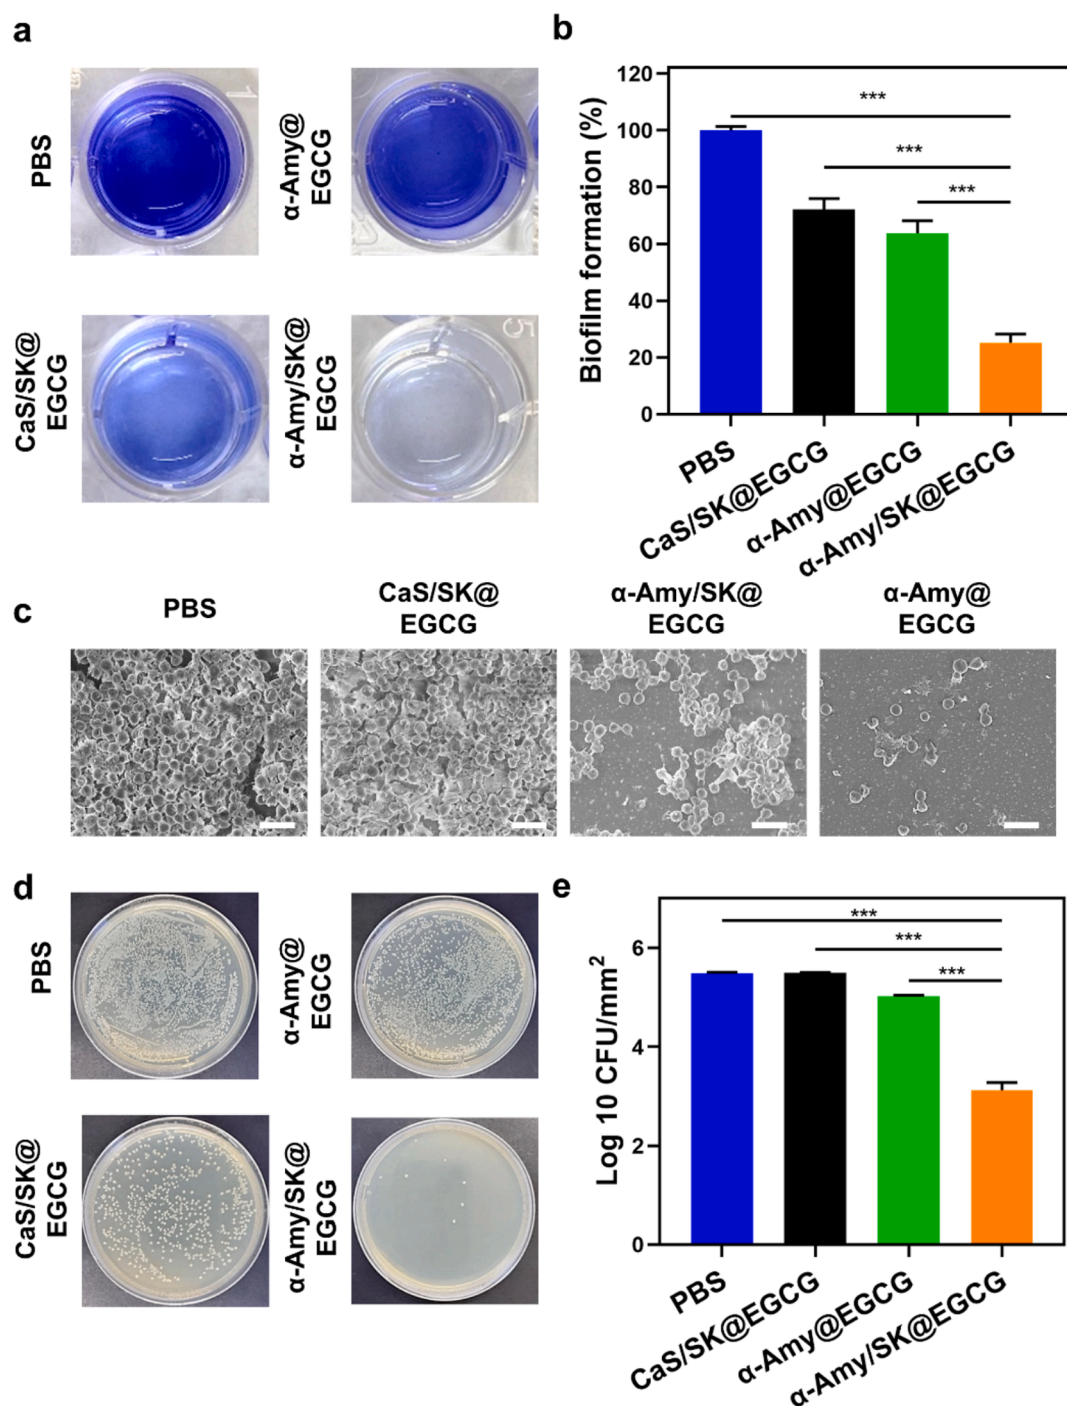 a
PBS
α-Amy@
EGCG
CaS/SK@
EGCG
α-Amy/SK@
EGCG
b
Biofilm formation (%)
120
100
80
60
40
20
0
***
***
***
PBS
CaS/SK@EGCG
α-Amy@EGCG
α-Amy/SK@EGCG
c
PBS
CaS/SK@
EGCG
α-Amy/SK@
EGCG
α-Amy@
EGCG
d
PBS
α-Amy@
EGCG
CaS/SK@
EGCG
α-Amy/SK@
EGCG
e
Log 10 CFU/mm²
6
4
2
0
***
***
***
PBS
CaS/SK@EGCG
α-Amy@EGCG
α-Amy/SK@EGCG